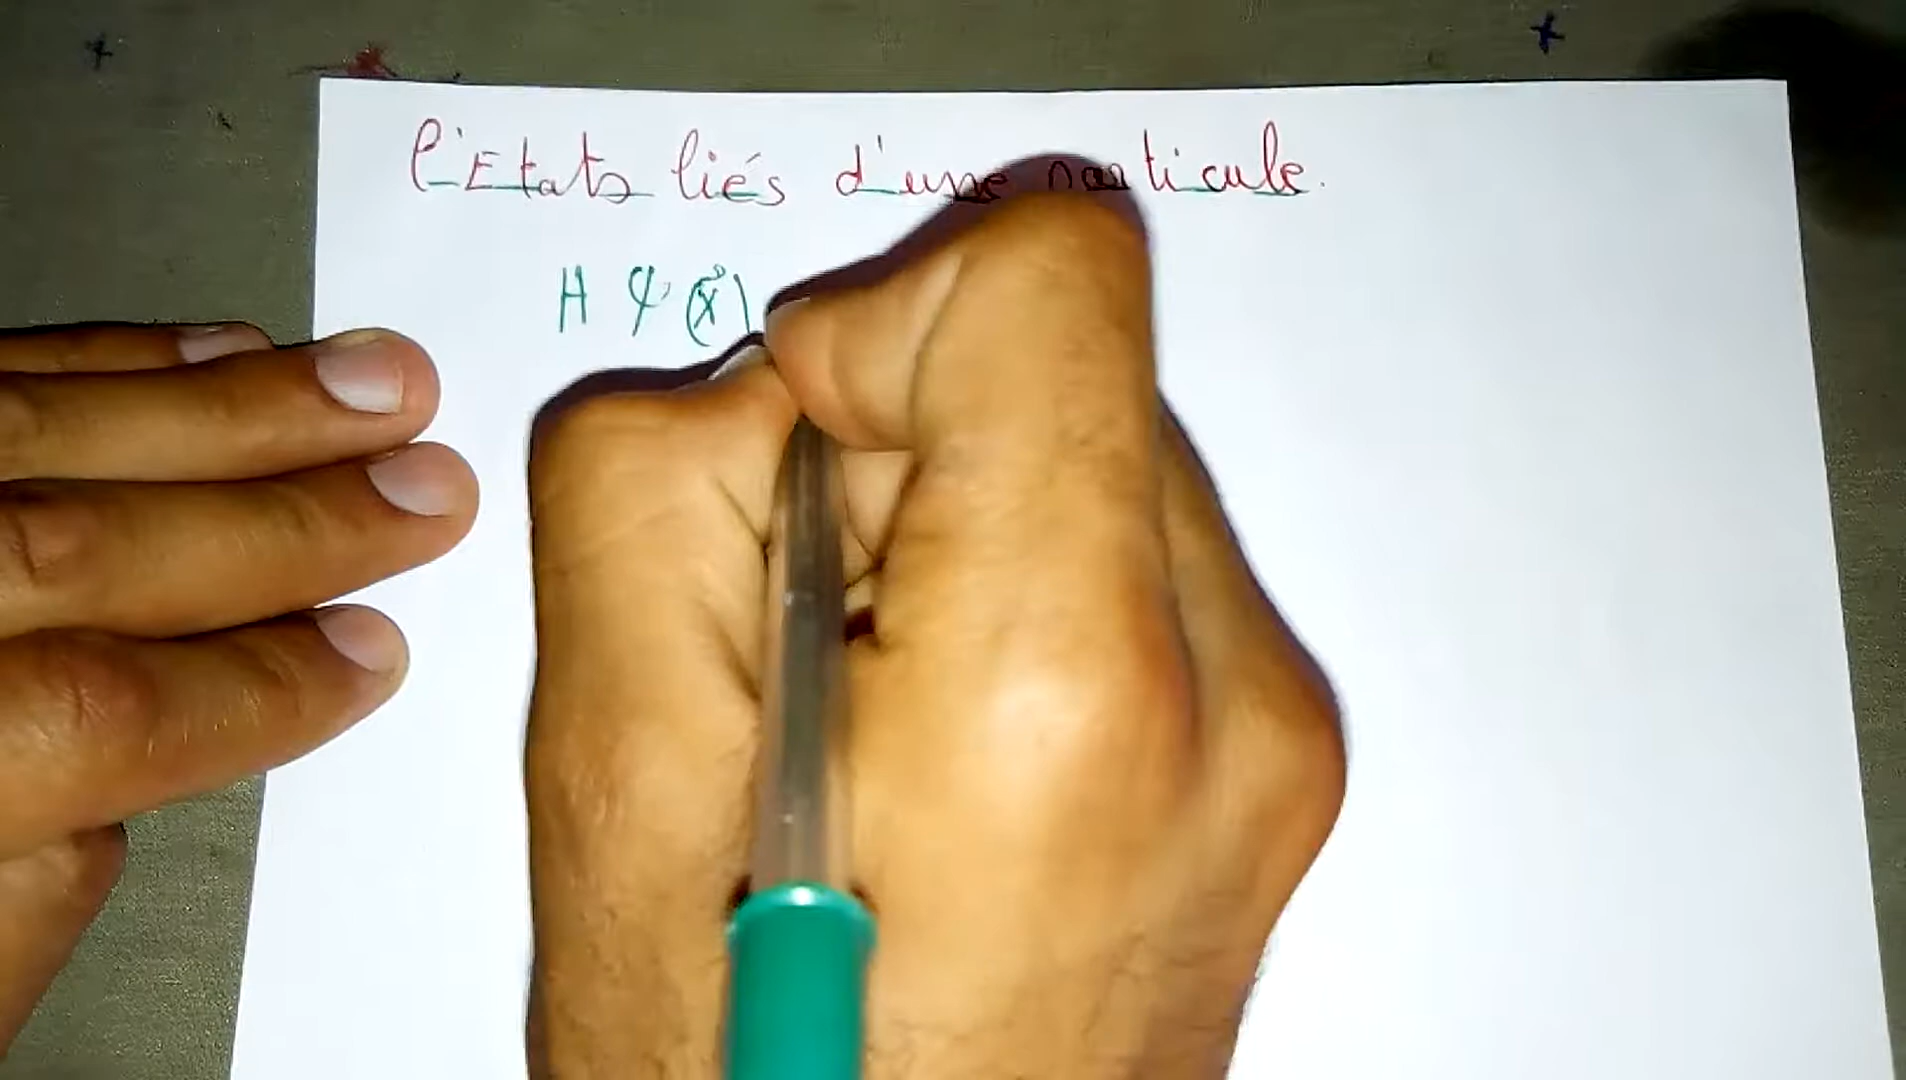 l'Etats liés d'une particule.
H Ψ(x⃗)